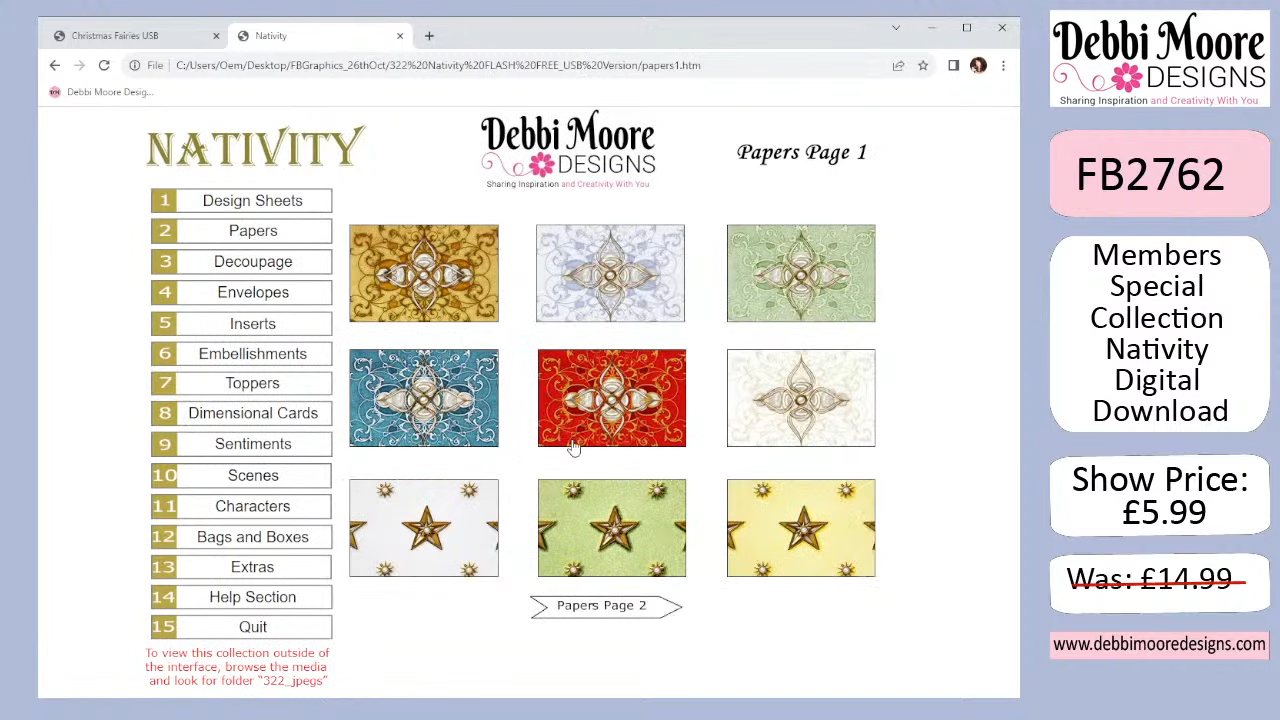 Christmas Fairies USB
Nativity
File
C:/Users/Oem/Desktop/FBGraphics_26thOct/322%20Nativity%20FLASH%20FREE_USB%20Version/papers1.htm
Debbi Moore Desig...
NATIVITY
Debbi Moore
DESIGNS
Sharing Inspiration and Creativity With You
Papers Page 1
1 Design Sheets
2 Papers
3 Decoupage
4 Envelopes
5 Inserts
6 Embellishments
7 Toppers
8 Dimensional Cards
9 Sentiments
10 Scenes
11 Characters
12 Bags and Boxes
13 Extras
14 Help Section
15 Quit
To view this collection outside of
the interface, browse the media
and look for folder “322_jpegs”
Papers Page 2
Debbi Moore
DESIGNS
Sharing Inspiration and Creativity With You
FB2762
Members
Special
Collection
Nativity
Digital
Download
Show Price:
£5.99
Was: £14.99
www.debbimooredesigns.com